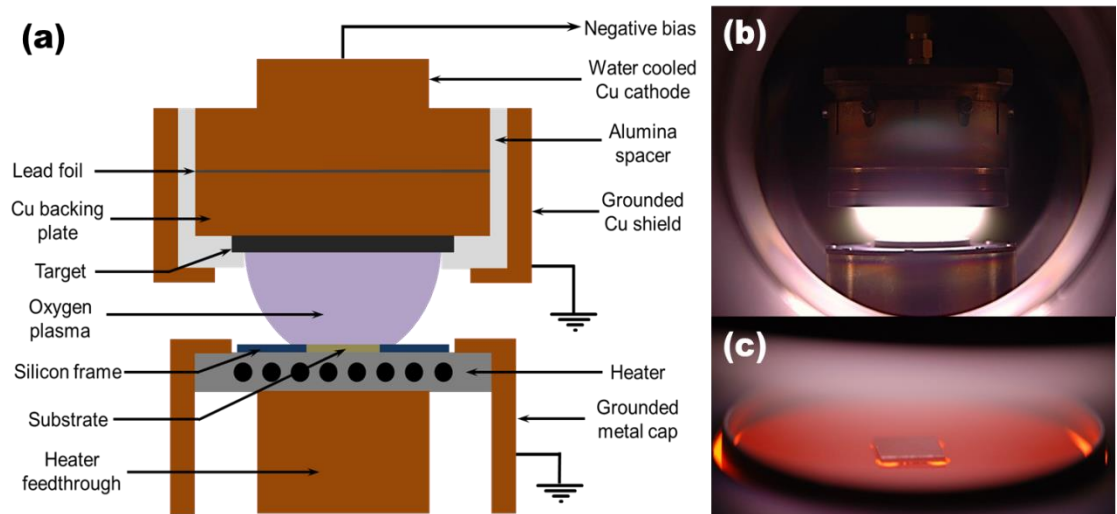 (a)
Negative bias
Water cooled
Cu cathode
Alumina
spacer
Lead foil
Cu backing
plate
Grounded
Cu shield
Target
Oxygen
plasma
Silicon frame
Heater
Substrate
Grounded
metal cap
Heater
feedthrough
(b)
(c)